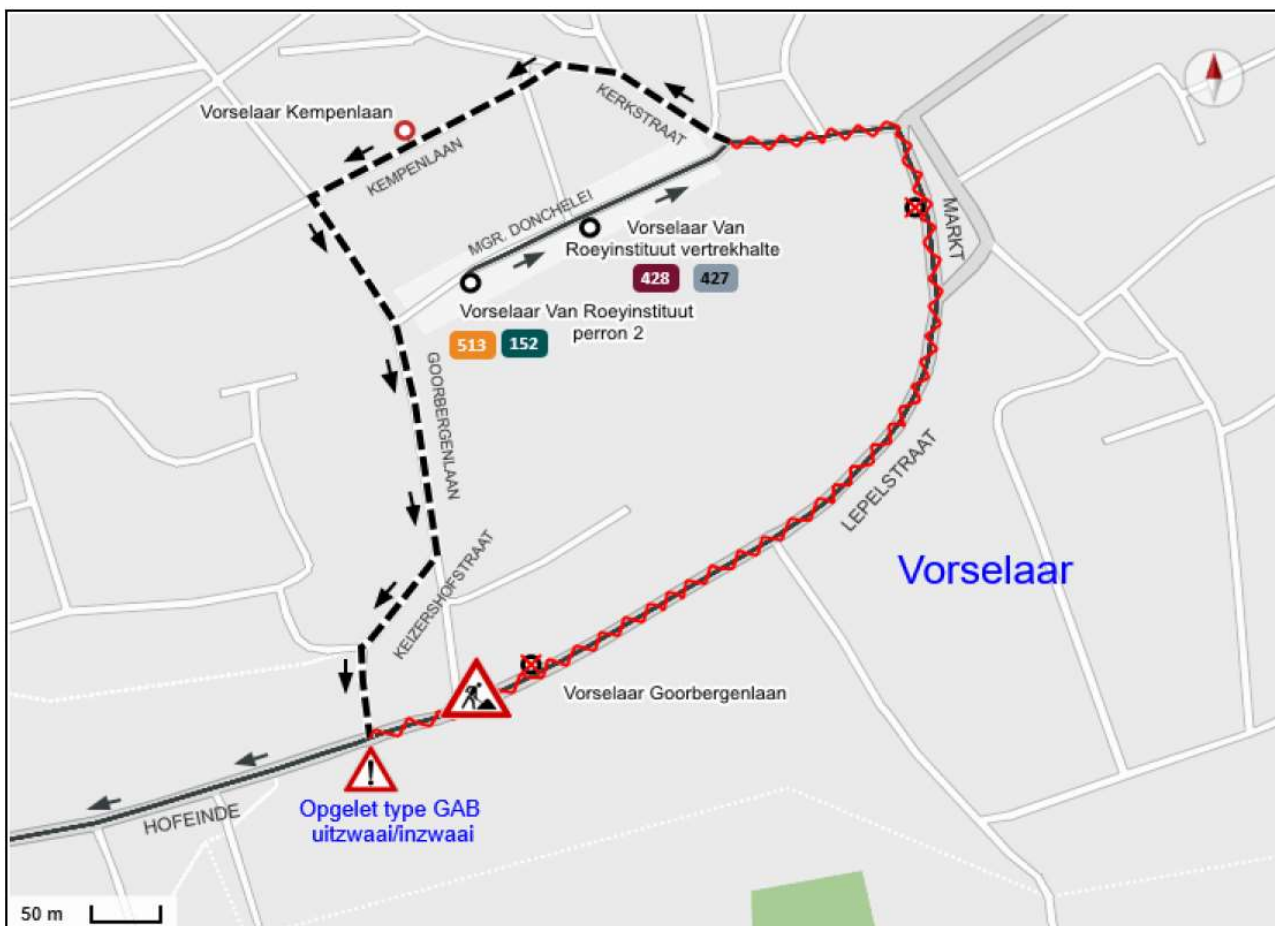 KERKSTRAAT
Vorselaar Kempenlaan
KEMPENLAAN
MGR. DONCHELEI
MARKT
Vorselaar Van
Roeyinstituut vertrekhalte
428 427
Vorselaar Van Roeyinstituut
perron 2
513 152
GOORBERGENLAAN
LEPELSTRAAT
Vorselaar
KEIZERSHOFSTRAAT
Vorselaar Goorbergenlaan
HOFEINDE
!
Opgelet type GAB
uitzwaai/inzwaai
50 m